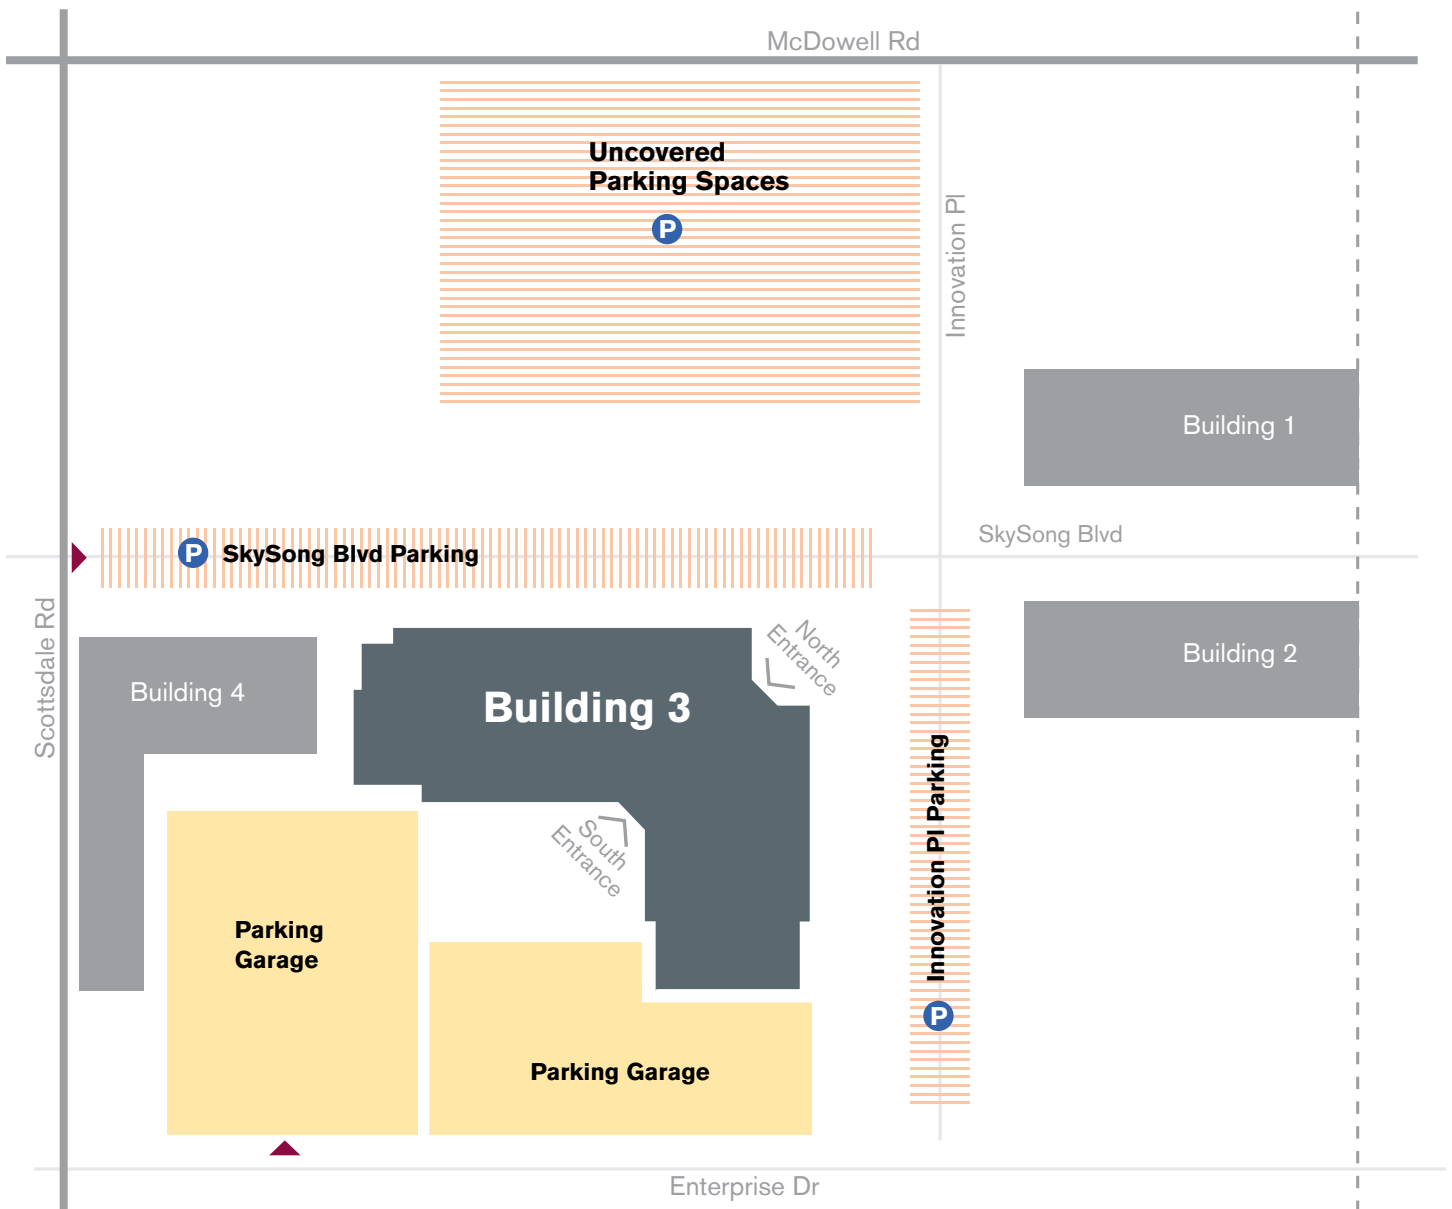 McDowell Rd
Uncovered
Parking Spaces
P
Innovation Pl
Building 1
SkySong Blvd
P SkySong Blvd Parking
Scottsdale Rd
Building 4
Building 3
North
Entrance
Building 2
South
Entrance
Innovation Pl Parking
P
Parking
Garage
Parking Garage
Enterprise Dr